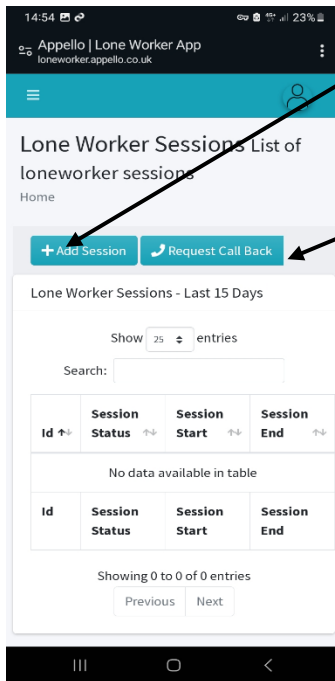 14:54 23%
Appello | Lone Worker App
loneworker.appello.co.uk
Lone Worker Sessions List of
loneworker sessions
Home
Add Session Request Call Back
Lone Worker Sessions - Last 15 Days
Show 25 entries
Search:
Id Session Status Session Start Session End
No data available in table
Id Session Status Session Start Session End
Showing 0 to 0 of 0 entries
Previous Next